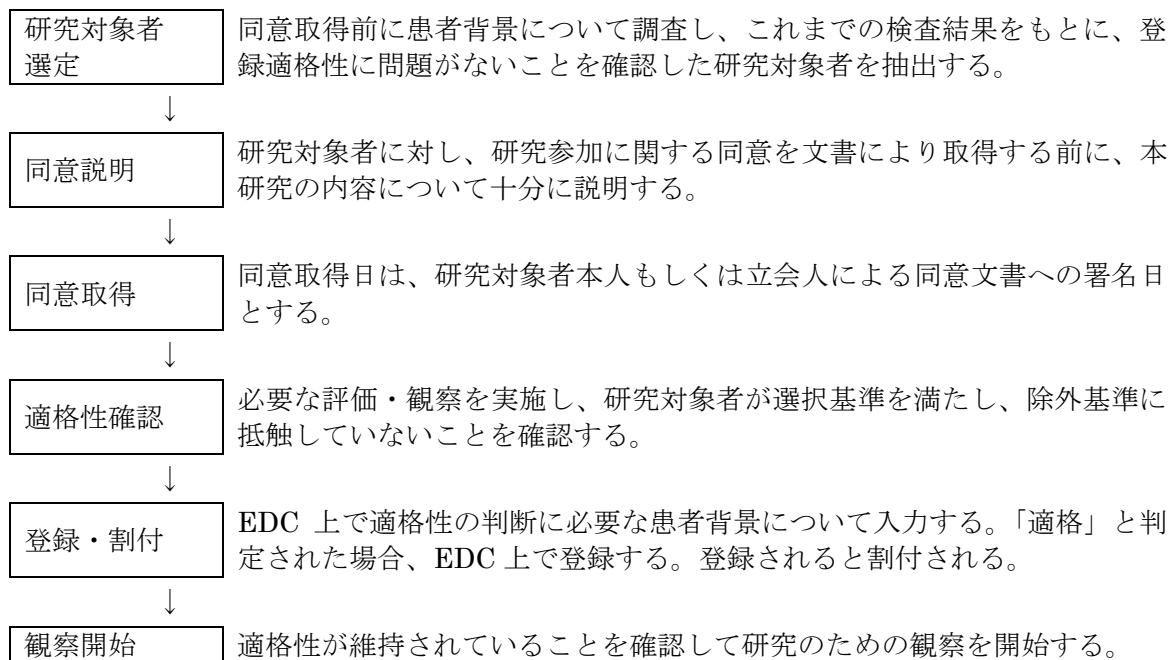 研究対象者
選定
同意取得前に患者背景について調査し、これまでの検査結果をもとに、登
録適格性に問題がないことを確認した研究対象者を抽出する。
↓
同意説明
研究対象者に対し、研究参加に関する同意を文書により取得する前に、本
研究の内容について十分に説明する。
↓
同意取得
同意取得日は、研究対象者本人もしくは立会人による同意文書への署名日
とする。
↓
適格性確認
必要な評価・観察を実施し、研究対象者が選択基準を満たし、除外基準に
抵触していないことを確認する。
↓
登録・割付
EDC 上で適格性の判断に必要な患者背景について入力する。「適格」と判
定された場合、EDC 上で登録する。登録されると割付される。
↓
観察開始
適格性が維持されていることを確認して研究のための観察を開始する。